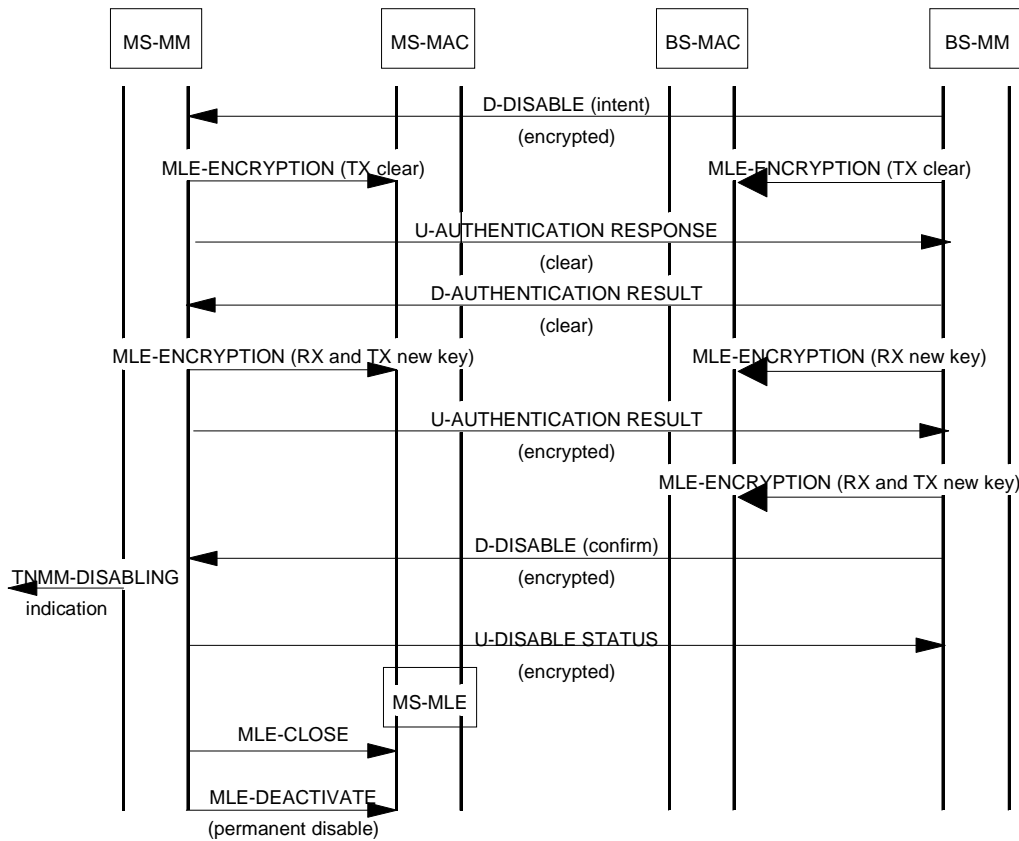 MS-MM
MS-MAC
BS-MAC
BS-MM
D-DISABLE (intent)
(encrypted)
MLE-ENCRYPTION (TX clear)
MLE-ENCRYPTION (TX clear)
U-AUTHENTICATION RESPONSE
(clear)
D-AUTHENTICATION RESULT
(clear)
MLE-ENCRYPTION (RX and TX new key)
MLE-ENCRYPTION (RX new key)
U-AUTHENTICATION RESULT
(encrypted)
MLE-ENCRYPTION (RX and TX new key)
D-DISABLE (confirm)
(encrypted)
TNMM-DISABLING
indication
U-DISABLE STATUS
(encrypted)
MS-MLE
MLE-CLOSE
MLE-DEACTIVATE
(permanent disable)